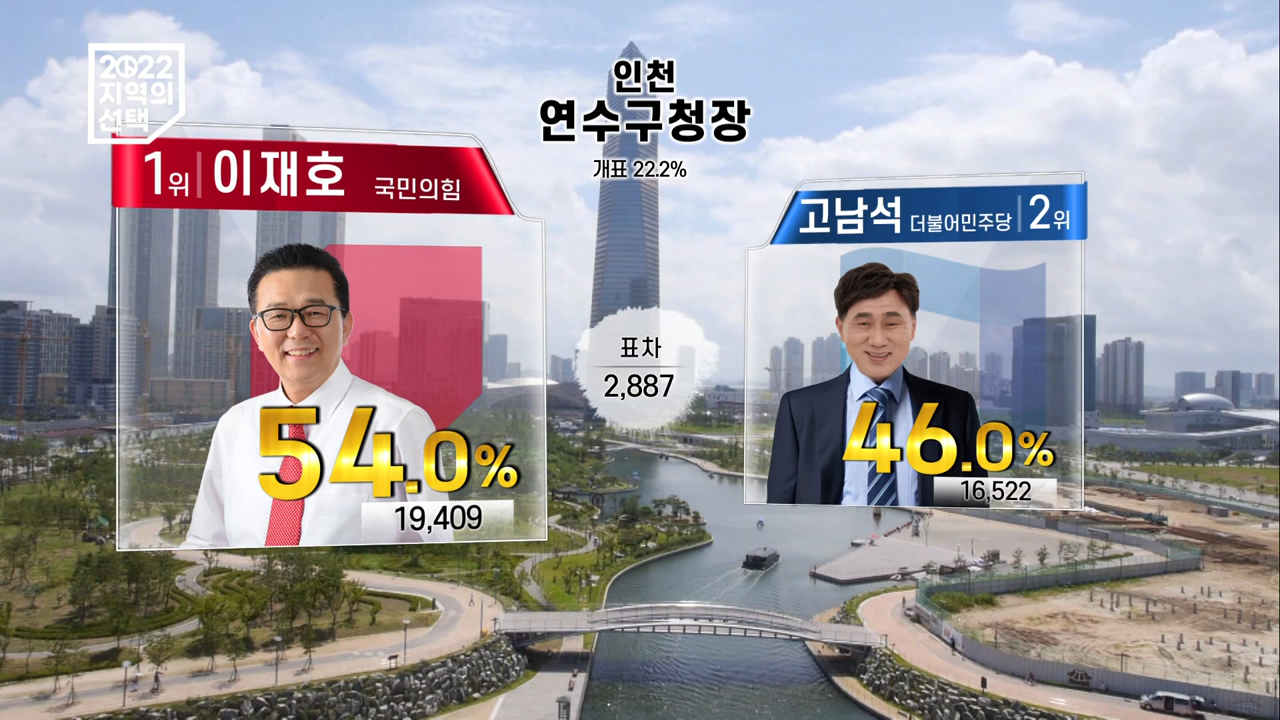 2022
지역의
선택
인천
연수구청장
개표 22.2%
1위 이재호 국민의힘
54.0%
19,409
표차
2,887
고남석 더불어민주당 2위
46.0%
16,522